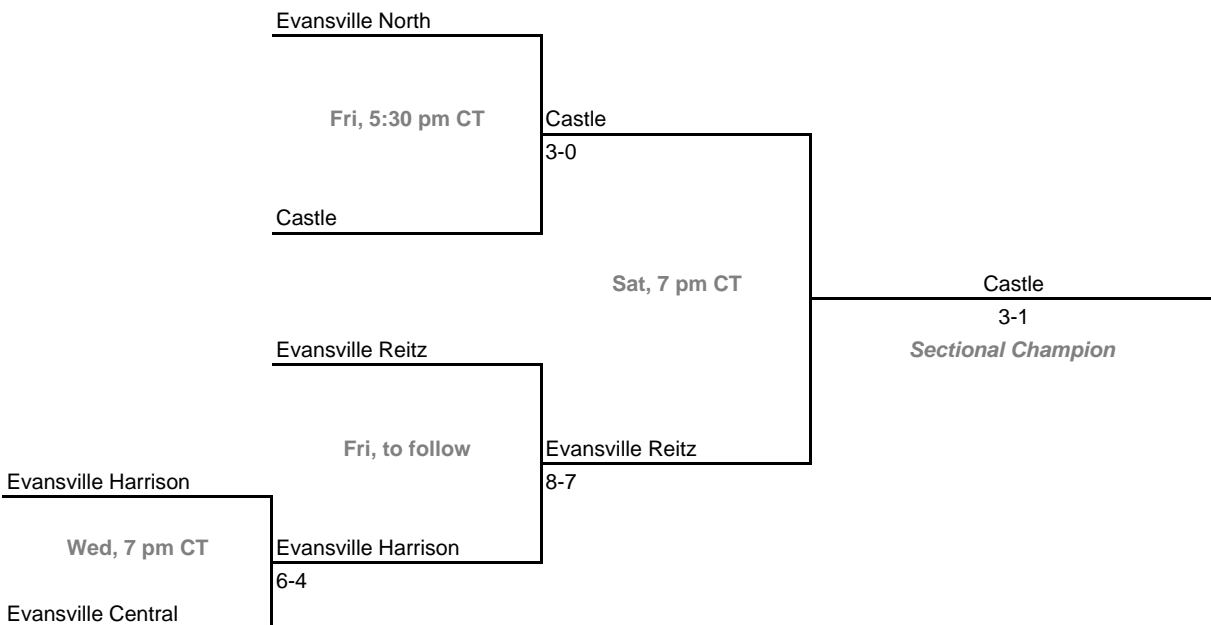 Evansville North
Fri, 5:30 pm CT
Castle
3-0
Castle
Sat, 7 pm CT
Castle
3-1
Evansville Reitz
Sectional Champion
Fri, to follow
Evansville Reitz
Evansville Harrison
8-7
Wed, 7 pm CT
Evansville Harrison
6-4
Evansville Central